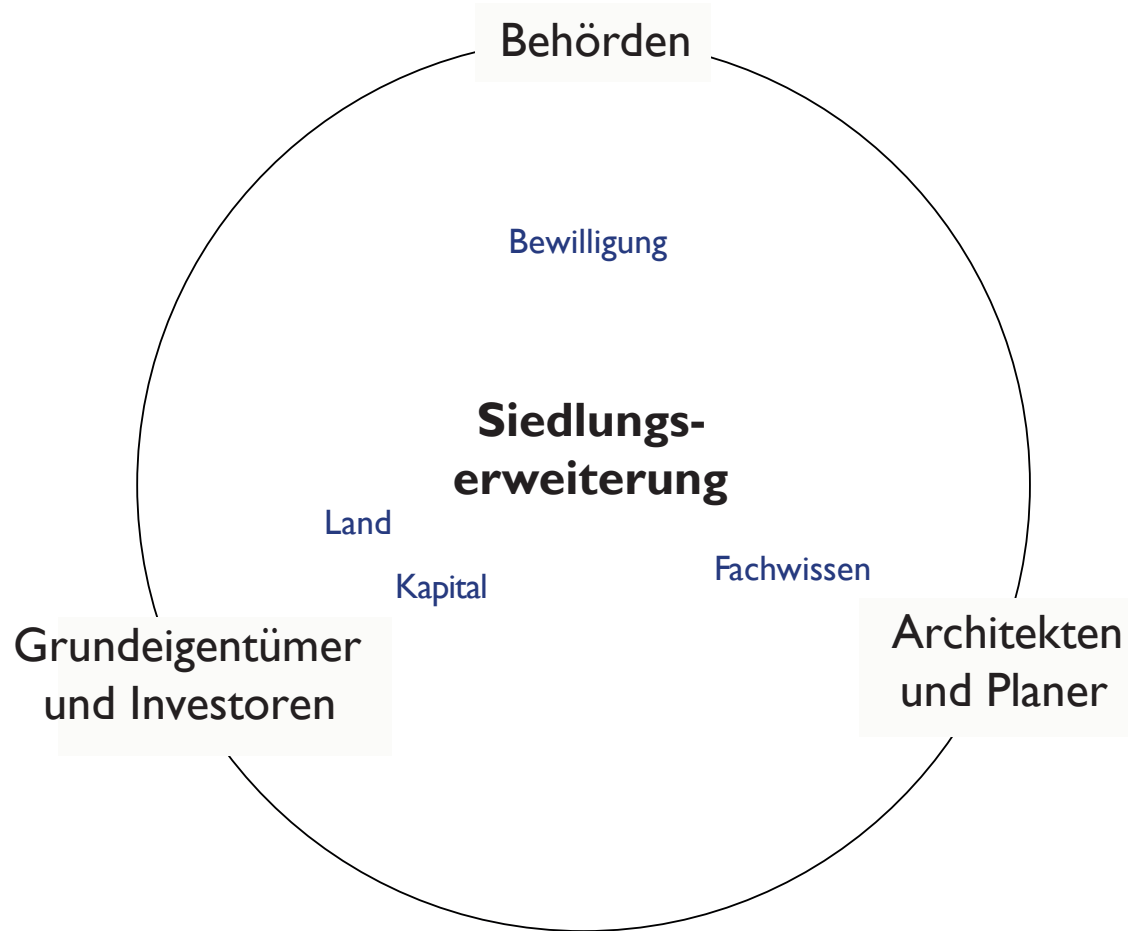 Behörden
Bewilligung
Siedlungs-
erweiterung
Land
Kapital
Fachwissen
Grundeigentümer
und Investoren
Architekten
und Planer